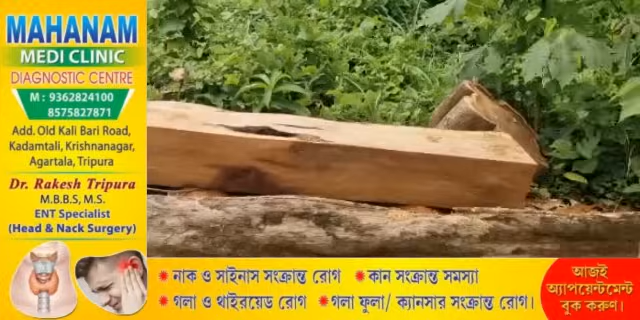 MAHANAM
MEDI CLINIC
DIAGNOSTIC CENTRE
M : 9362824100
8575827871
Add. Old Kali Bari Road,
Kadamtali, Krishnanagar,
Agartala, Tripura
Dr. Rakesh Tripura
M.B.B.S, M.S.
ENT Specialist
(Head & Nack Surgery)
* নাক ও সাইনাস সংক্রান্ত রোগ * কান সংক্রান্ত সমস্যা
* গলা ও থাইরয়েড রোগ * গলা ফুলা/ ক্যানসার সংক্রান্ত রোগ।
আজই
অ্যাপয়েন্টমেন্ট
বুক করুণ।